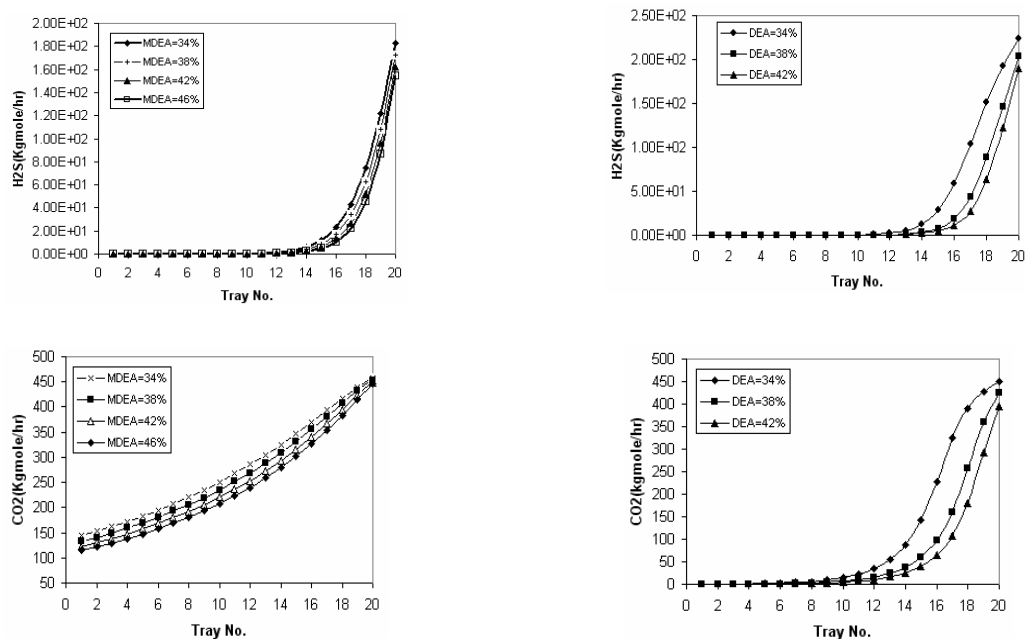 2.00E+02
1.80E+02
1.60E+02
1.40E+02
1.20E+02
1.00E+02
8.00E+01
6.00E+01
4.00E+01
2.00E+01
0.00E+00
H2S(Kgmole/hr)
MDEA=34%
MDEA=38%
MDEA=42%
MDEA=46%
0 2 4 6 8 10 12 14 16 18 20
Tray No.
2.50E+02
2.00E+02
1.50E+02
1.00E+02
5.00E+01
0.00E+00
H2S(Kgmole/hr)
DEA=34%
DEA=38%
DEA=42%
0 2 4 6 8 10 12 14 16 18 20
Tray No.
500
450
400
350
300
250
200
150
100
50
CO2(Kgmole/hr)
MDEA=34%
MDEA=38%
MDEA=42%
MDEA=46%
0 2 4 6 8 10 12 14 16 18 20
Tray No.
500
450
400
350
300
250
200
150
100
50
0
CO2(kgmole/hr)
DEA=34%
DEA=38%
DEA=42%
0 2 4 6 8 10 12 14 16 18 20
Tray No.